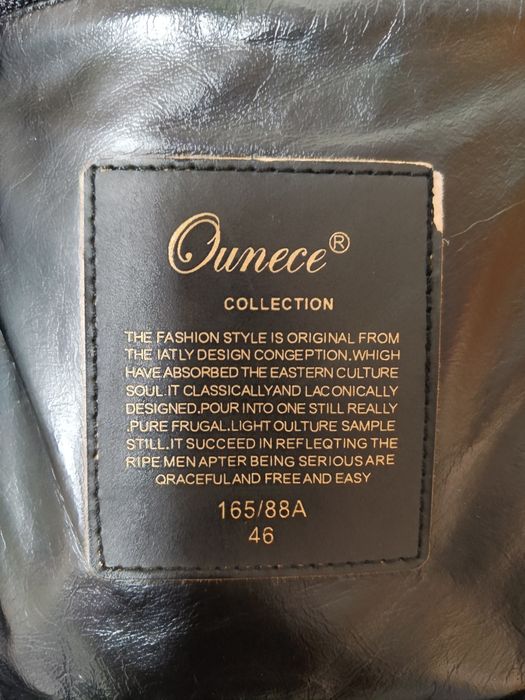 Ounece®
COLLECTION
THE FASHION STYLE IS ORIGINAL FROM
THE IATLY DESIGN CONGEPTION.WHIGH
HAVE ABSORBED THE EASTERN CULTURE
SOUL.IT CLASSICALLYAND LACONICALLY
DESIGNED.POUR INTO ONE STILL REALLY
.PURE FRUGAL.LIGHT OULTURE SAMPLE
STILL.IT SUCCEED IN REFLEQTING THE
RIPE MEN APTER BEING SERIOUS ARE
QRACEFUL AND FREE AND EASY
165/88A
46